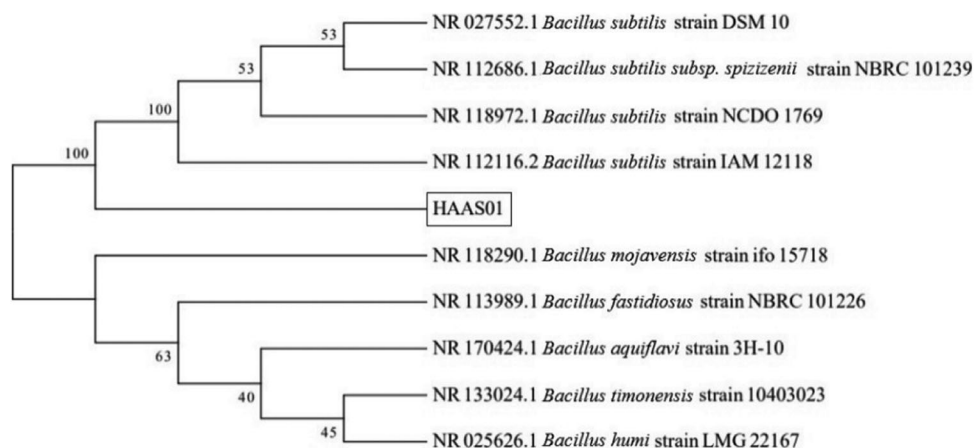 53
NR 027552.1 Bacillus subtilis strain DSM 10
53
NR 112686.1 Bacillus subtilis subsp. spizizenii strain NBRC 101239
100
NR 118972.1 Bacillus subtilis strain NCDO 1769
100
NR 112116.2 Bacillus subtilis strain IAM 12118
HAAS01
NR 118290.1 Bacillus mojavensis strain ifo 15718
NR 113989.1 Bacillus fastidiosus strain NBRC 101226
63
NR 170424.1 Bacillus aquiflavi strain 3H-10
40
NR 133024.1 Bacillus timonensis strain 10403023
45
NR 025626.1 Bacillus humi strain LMG 22167